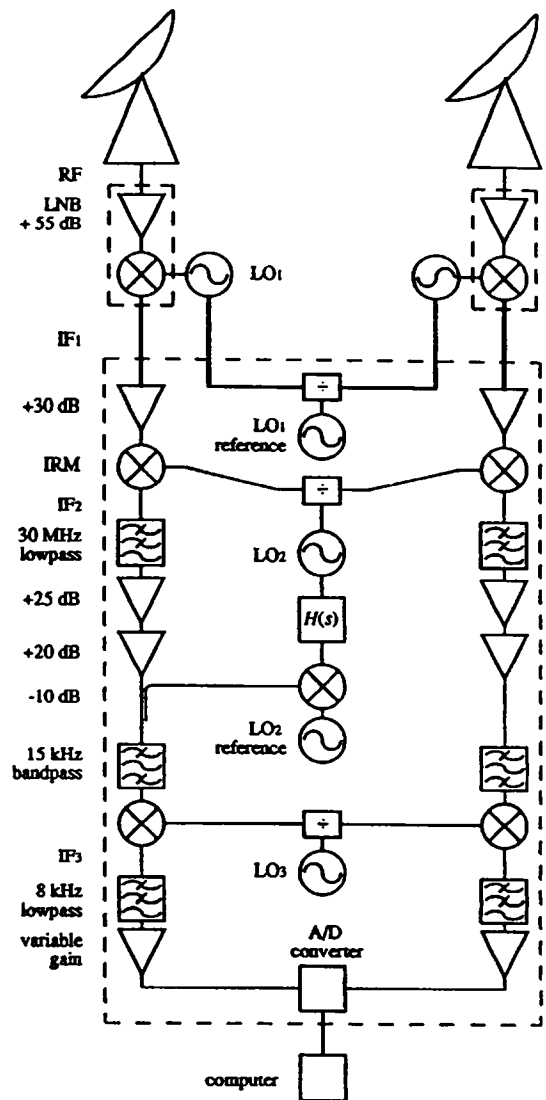 RF
LNB
+ 55 dB
LO1
IF1
÷
+30 dB
LO1
reference
IRM
÷
IF2
30 MHz
lowpass
LO2
+25 dB
H(s)
+20 dB
-10 dB
LO2
reference
15 kHz
bandpass
÷
IF3
LO3
8 kHz
lowpass
variable
gain
A/D
converter
computer